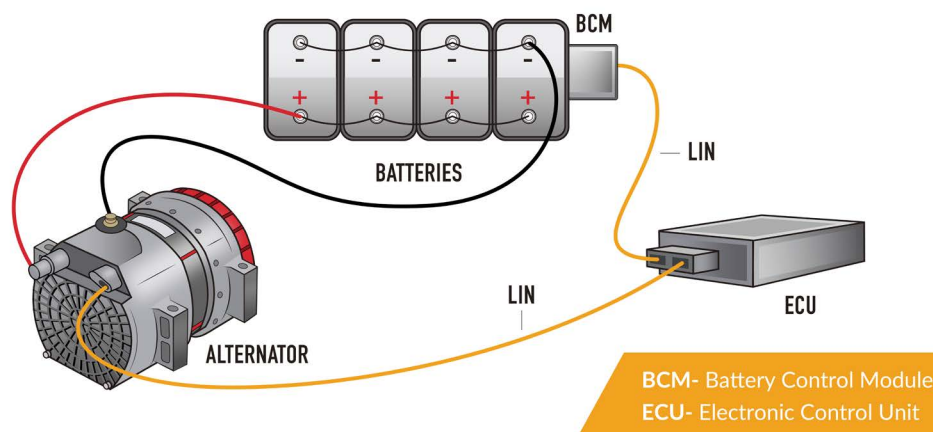 BCM
- - - -
+ + + +
BATTERIES
LIN
LIN
ECU
ALTERNATOR
BCM- Battery Control Module
ECU- Electronic Control Unit